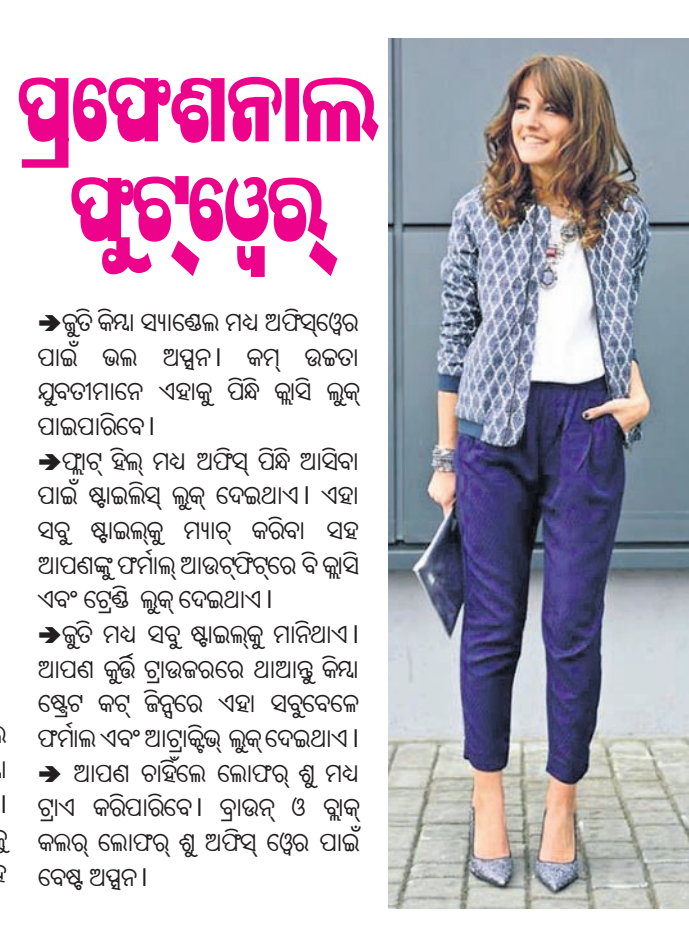 ପ୍ରଫେଶନାଲ
ଫୁଟ୍‌ୱେର୍
➔ଜୁତି କିମ୍ବା ସ୍ୟାଣ୍ଡେଲ ମଧ୍ୟ ଅଫିସ୍‌ୱେର
ପାଇଁ ଭଲ ଅପ୍ସନ। କମ୍ ଉଚ୍ଚତା
ଯୁବତୀମାନେ ଏହାକୁ ପିନ୍ଧି କ୍ଲାସି ଲୁକ୍
ପାଇପାରିବେ।
➔ଫ୍ଲାଟ୍ ହିଲ୍ ମଧ୍ୟ ଅଫିସ୍ ପିନ୍ଧି ଆସିବା
ପାଇଁ ଷ୍ଟାଇଲିସ୍ ଲୁକ୍ ଦେଇଥାଏ। ଏହା
ସବୁ ଷ୍ଟାଇଲ୍‌କୁ ମ୍ୟାଚ୍ କରିବା ସହ
ଆପଣଙ୍କୁ ଫର୍ମାଲ୍ ଆଉଟ୍‌ଫିଟ୍‌ରେ ବି କ୍ଲାସି
ଏବଂ ଟ୍ରେଣ୍ଡି ଲୁକ୍ ଦେଇଥାଏ।
➔ଜୁତି ମଧ୍ୟ ସବୁ ଷ୍ଟାଇଲ୍‌କୁ ମାନିଥାଏ।
ଆପଣ କୁର୍ତ୍ତି ଟ୍ରାଉଜରରେ ଥାଆନ୍ତୁ କିମ୍ବା
ଷ୍ଟ୍ରେଟ କଟ୍ ଜିନ୍ସରେ ଏହା ସବୁବେଳେ
ଫର୍ମାଲ ଏବଂ ଆଟ୍ରାକ୍ଟିଭ୍ ଲୁକ୍ ଦେଇଥାଏ।
➔ ଆପଣ ଚାହିଁଲେ ଲୋଫର୍ ଶୁ ମଧ୍ୟ
ଟ୍ରାଏ କରିପାରିବେ। ବ୍ରାଉନ୍ ଓ ବ୍ଲାକ୍
କଲର୍ ଲୋଫର୍ ଶୁ ଅଫିସ୍ ୱେର ପାଇଁ
ବେଷ୍ଟ ଅପ୍ସନ।